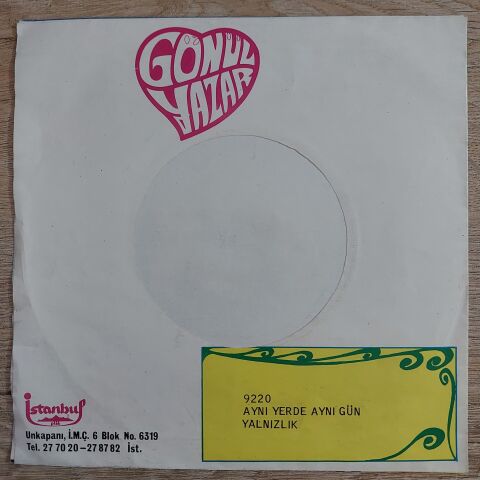 GÖNÜL
YAZAR
9220
AYNI YERDE AYNI GÜN
YALNIZLIK
istanbul
Unkapanı, İ.M.Ç. 6 Blok No. 6319
Tel. 27 70 20-27 87 82 İst.